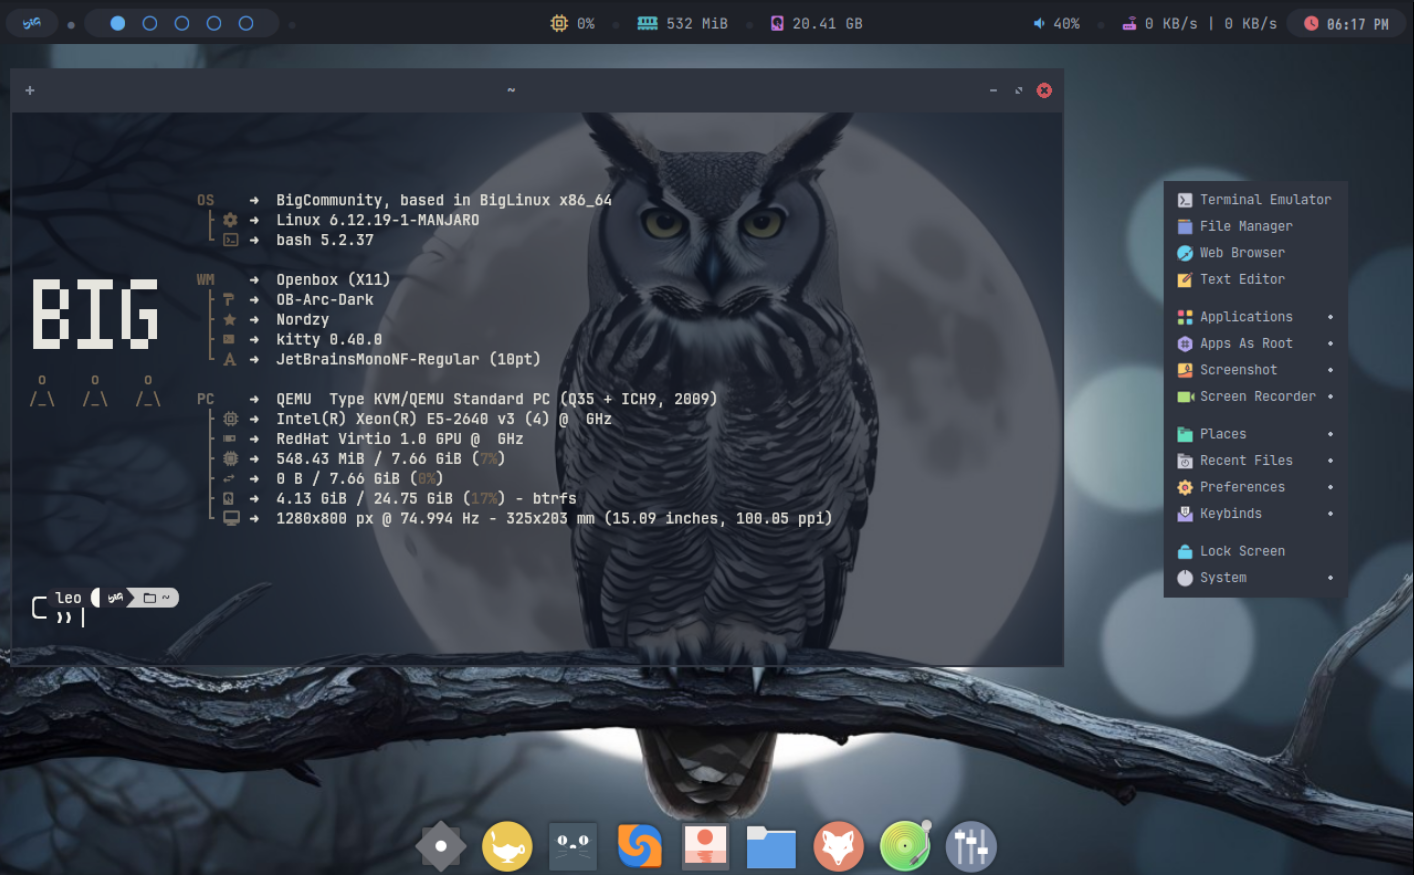 BiG
0%
532 MiB
20.41 GB
40%
0 KB/s | 0 KB/s
06:17 PM
+
~
BIG
o o o
/_\ /_\ /_\
OS ➜ BigCommunity, based in BigLinux x86_64
➜ Linux 6.12.19-1-MANJARO
➜ bash 5.2.37
WM ➜ Openbox (X11)
➜ OB-Arc-Dark
➜ Nordzy
➜ kitty 0.40.0
➜ JetBrainsMonoNF-Regular (10pt)
PC ➜ QEMU Type KVM/QEMU Standard PC (Q35 + ICH9, 2009)
➜ Intel(R) Xeon(R) E5-2640 v3 (4) @ GHz
➜ RedHat Virtio 1.0 GPU @ GHz
➜ 548.43 MiB / 7.66 GiB (7%)
➜ 0 B / 7.66 GiB (0%)
➜ 4.13 GiB / 24.75 GiB (17%) - btrfs
➜ 1280x800 px @ 74.994 Hz - 325x203 mm (15.09 inches, 100.05 ppi)
leo BiG ~
Terminal Emulator
File Manager
Web Browser
Text Editor
Applications
Apps As Root
Screenshot
Screen Recorder
Places
Recent Files
Preferences
Keybinds
Lock Screen
System